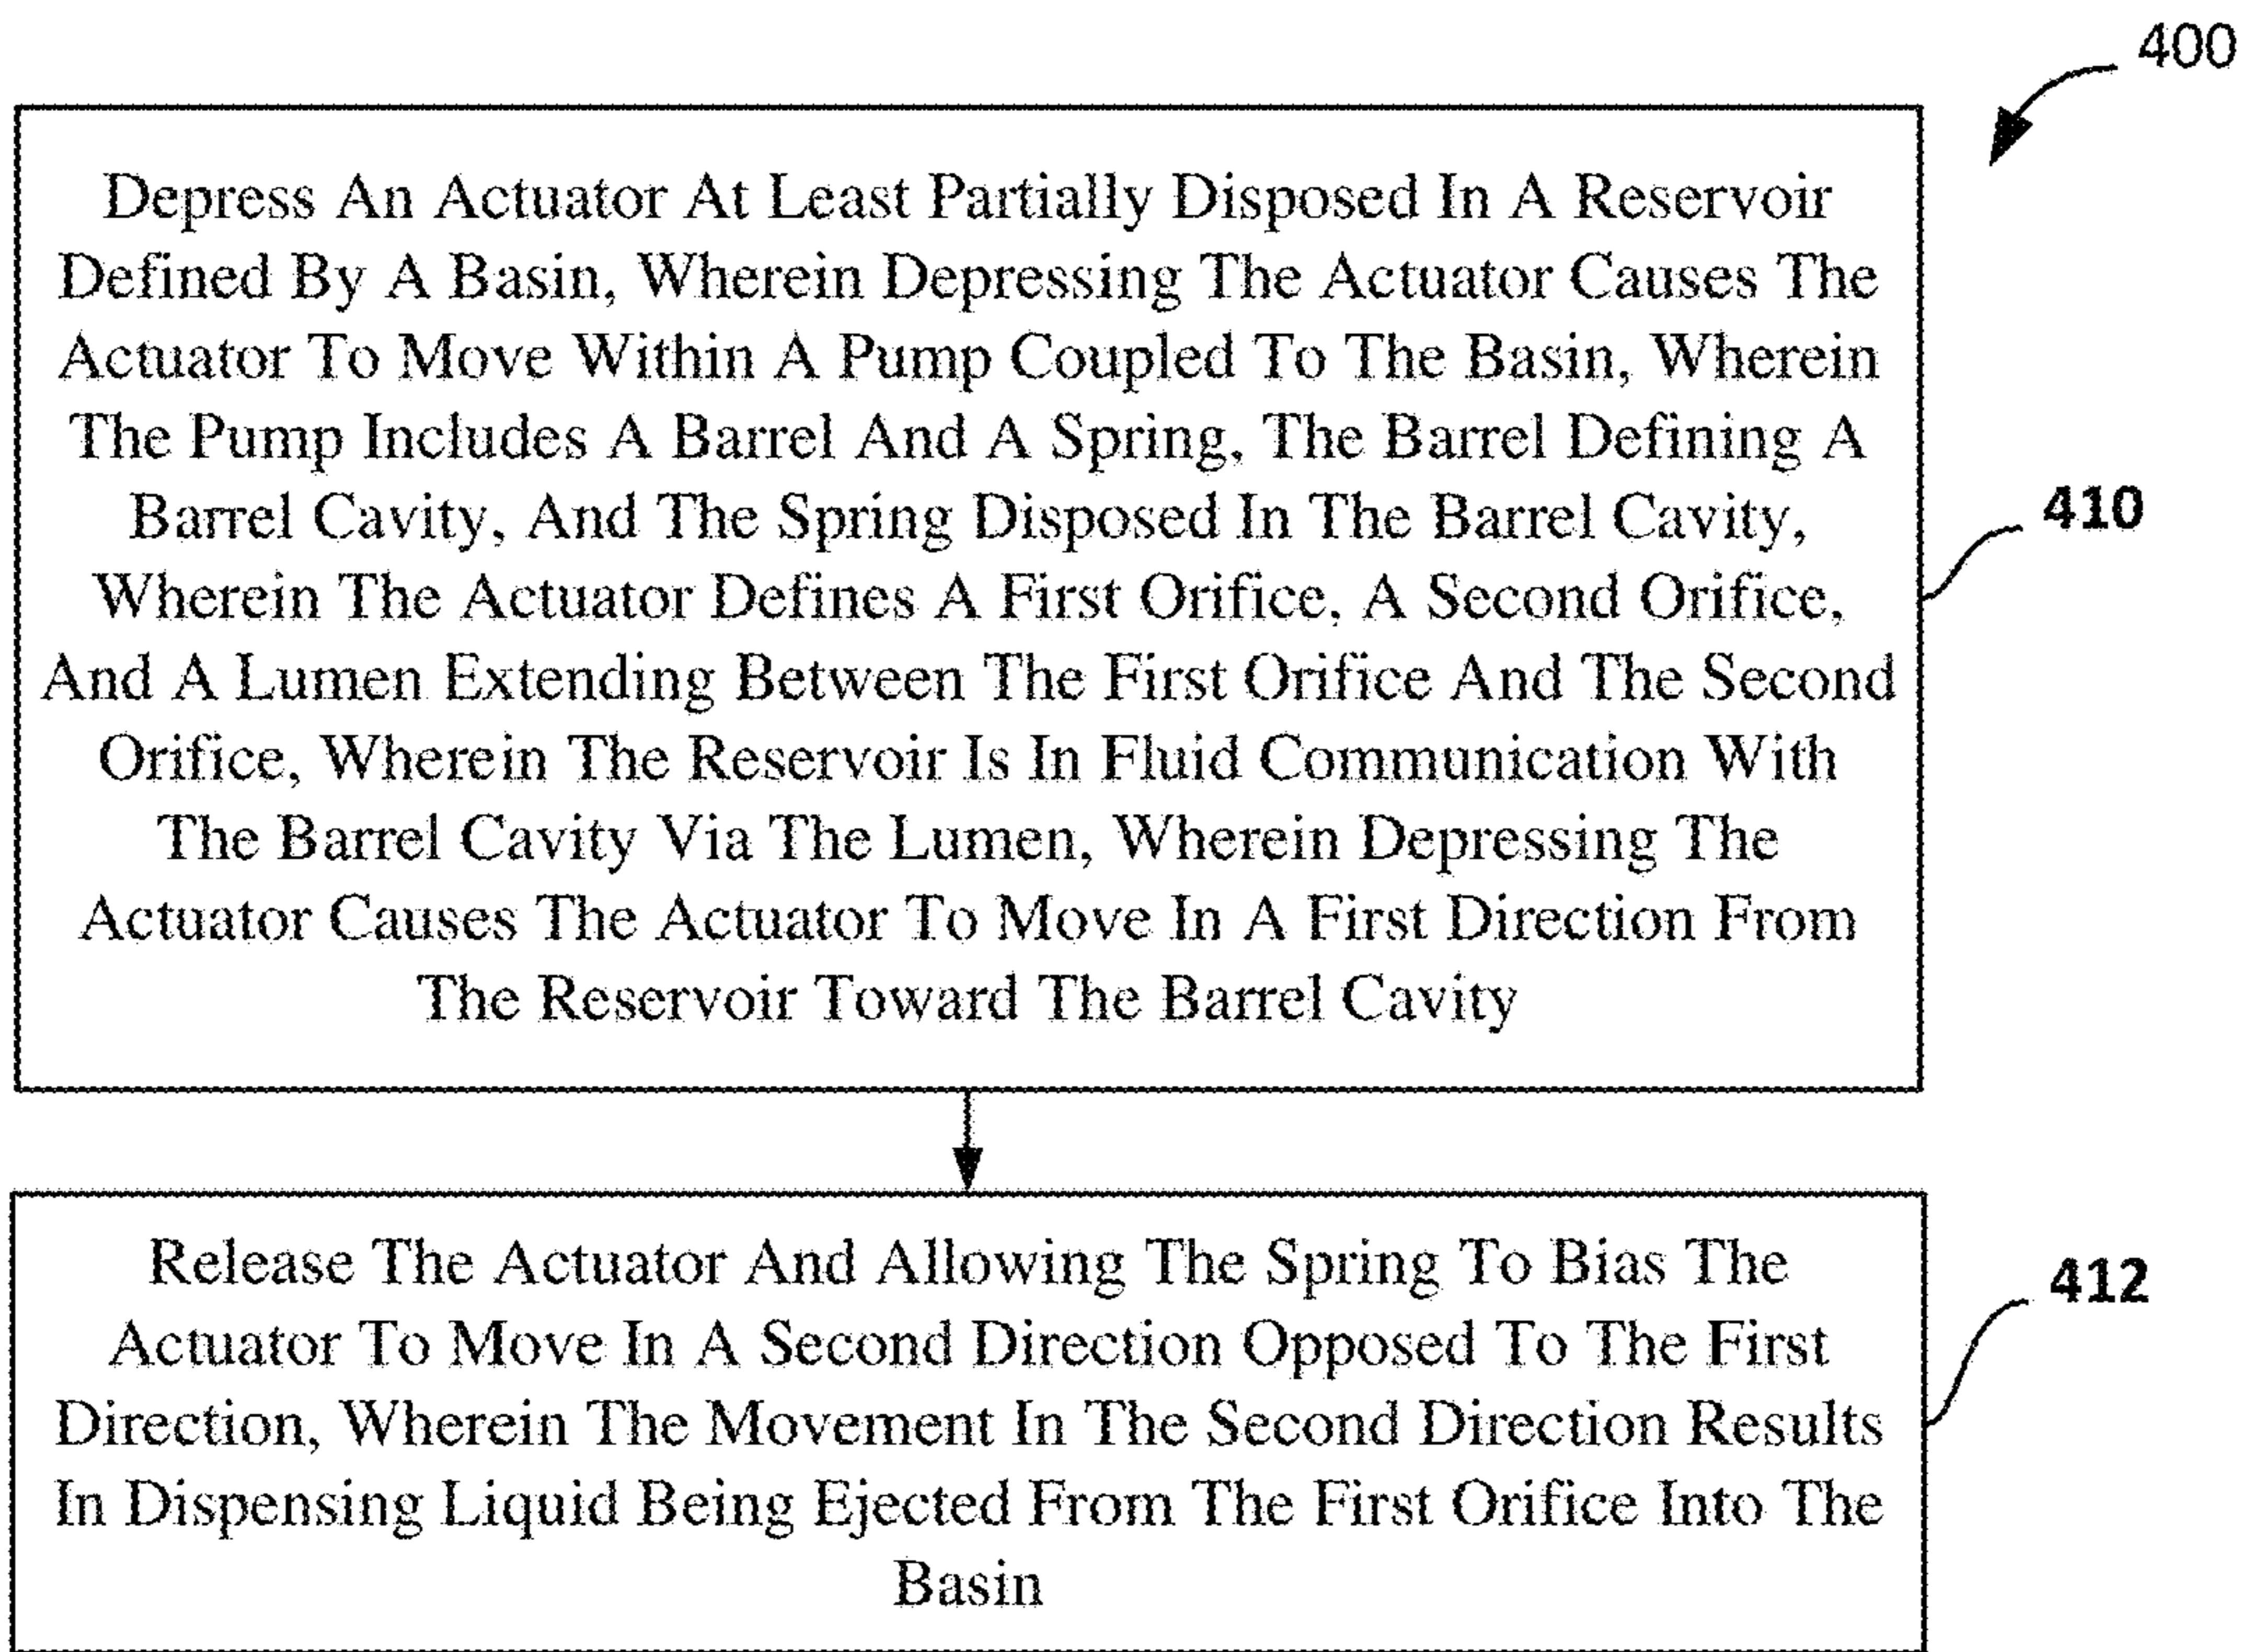 400
Depress An Actuator At Least Partially Disposed In A Reservoir
Defined By A Basin, Wherein Depressing The Actuator Causes The
Actuator To Move Within A Pump Coupled To The Basin, Wherein
The Pump Includes A Barrel And A Spring, The Barrel Defining A
Barrel Cavity, And The Spring Disposed In The Barrel Cavity,
Wherein The Actuator Defines A First Orifice, A Second Orifice,
And A Lumen Extending Between The First Orifice And The Second
Orifice, Wherein The Reservoir Is In Fluid Communication With
The Barrel Cavity Via The Lumen, Wherein Depressing The
Actuator Causes The Actuator To Move In A First Direction From
The Reservoir Toward The Barrel Cavity
410
Release The Actuator And Allowing The Spring To Bias The
Actuator To Move In A Second Direction Opposed To The First
Direction, Wherein The Movement In The Second Direction Results
In Dispensing Liquid Being Ejected From The First Orifice Into The
Basin
412